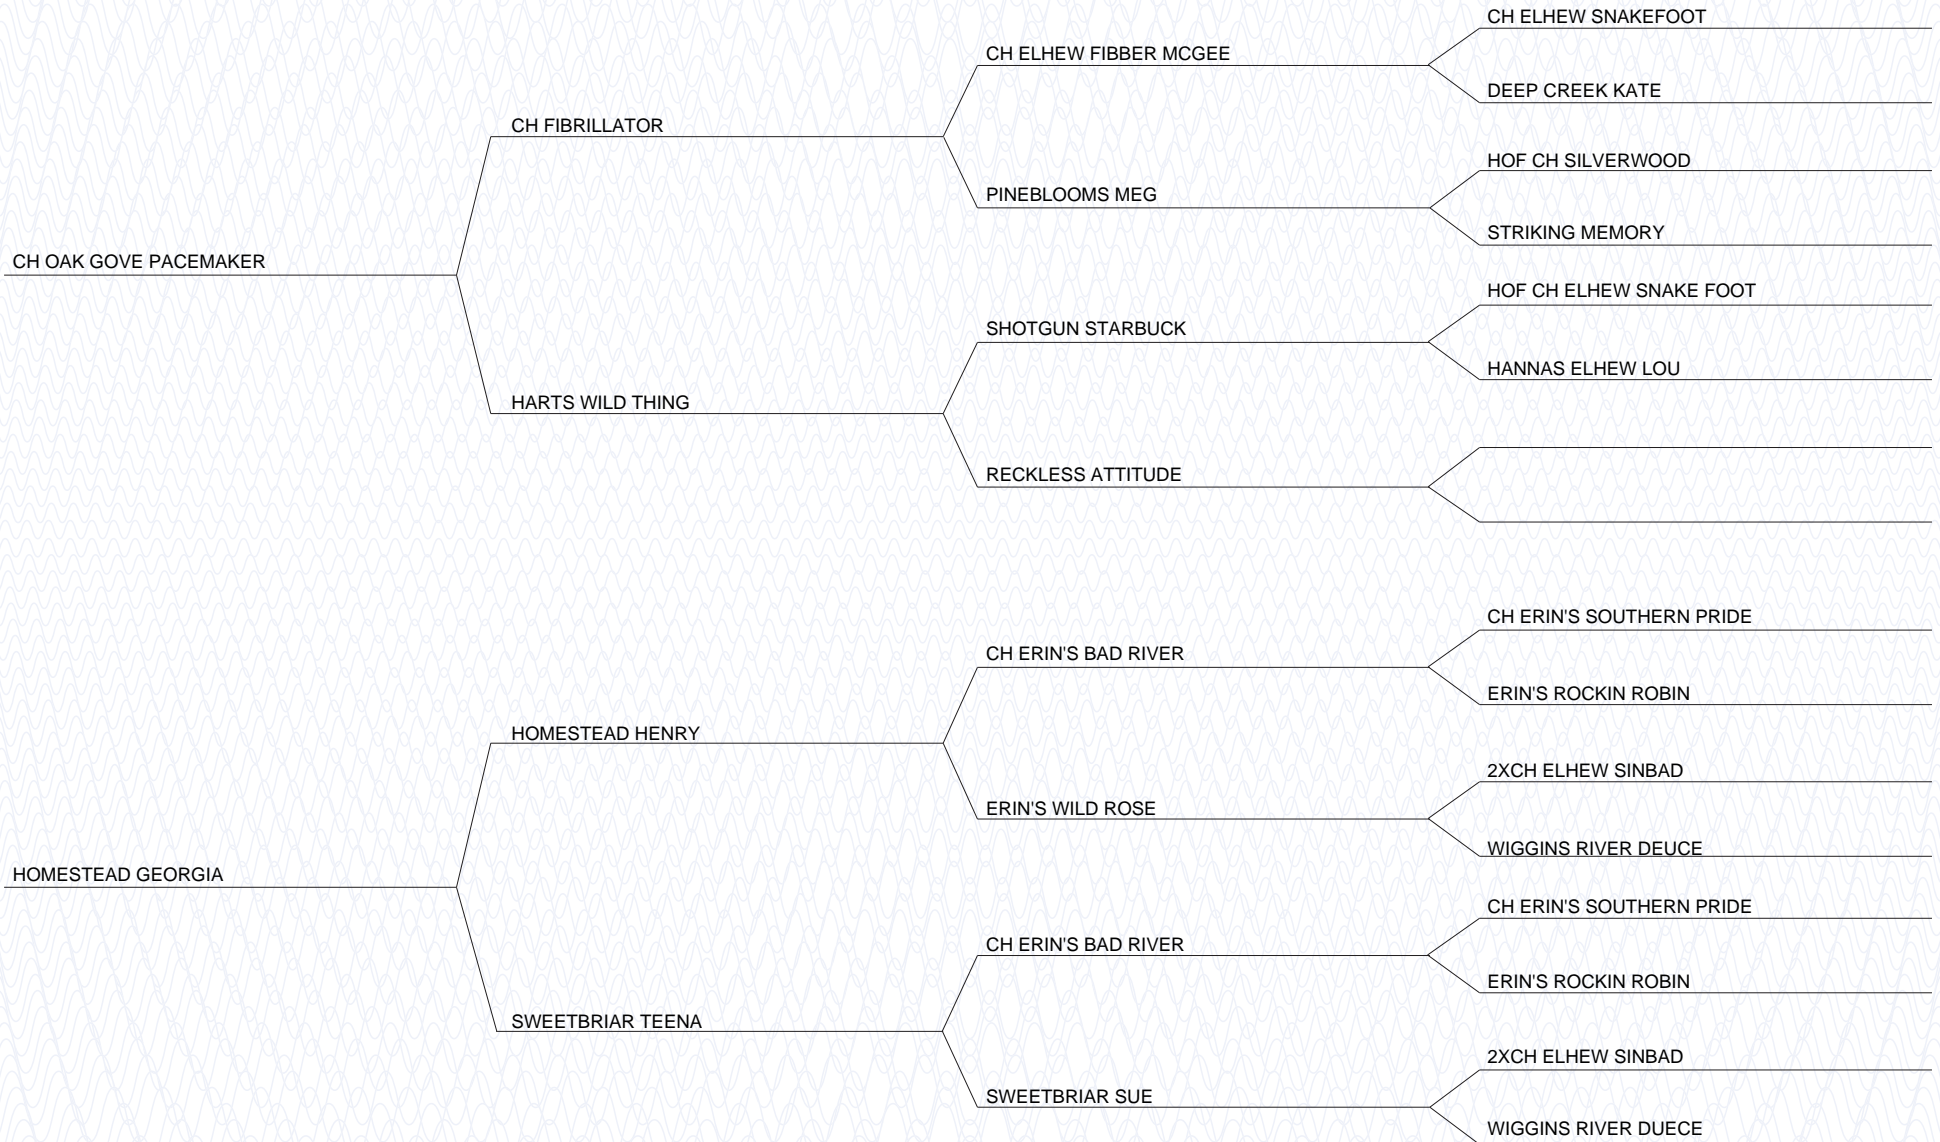 CH ELHEW SNAKEFOOT
CH ELHEW FIBBER MCGEE
DEEP CREEK KATE
CH FIBRILLATOR
HOF CH SILVERWOOD
PINEBLOOMS MEG
STRIKING MEMORY
CH OAK GOVE PACEMAKER
HOF CH ELHEW SNAKE FOOT
SHOTGUN STARBUCK
HANNAS ELHEW LOU
HARTS WILD THING
RECKLESS ATTITUDE
CH ERIN'S SOUTHERN PRIDE
CH ERIN'S BAD RIVER
ERIN'S ROCKIN ROBIN
HOMESTEAD HENRY
2XCH ELHEW SINBAD
ERIN'S WILD ROSE
WIGGINS RIVER DEUCE
HOMESTEAD GEORGIA
CH ERIN'S SOUTHERN PRIDE
CH ERIN'S BAD RIVER
ERIN'S ROCKIN ROBIN
SWEETBRIAR TEENA
2XCH ELHEW SINBAD
SWEETBRIAR SUE
WIGGINS RIVER DUECE